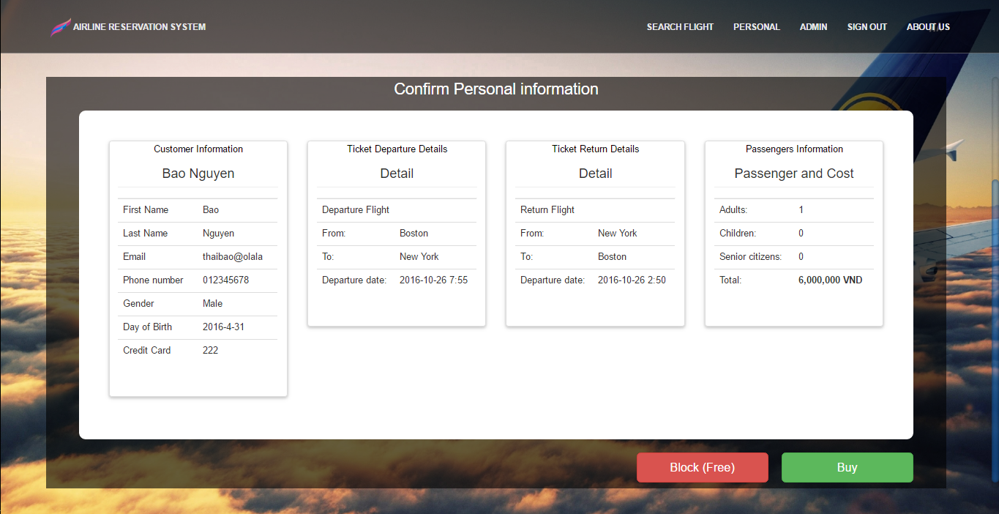 AIRLINE RESERVATION SYSTEM
SEARCH FLIGHT PERSONAL ADMIN SIGN OUT ABOUT US
Confirm Personal information
Customer Information
Bao Nguyen
First Name Bao
Last Name Nguyen
Email thaibao@olala
Phone number 012345678
Gender Male
Day of Birth 2016-4-31
Credit Card 222
Ticket Departure Details
Detail
Departure Flight
From: Boston
To: New York
Departure date: 2016-10-26 7:55
Ticket Return Details
Detail
Return Flight
From: New York
To: Boston
Departure date: 2016-10-26 2:50
Passengers Information
Passenger and Cost
Adults: 1
Children: 0
Senior citizens: 0
Total: 6,000,000 VND
Block (Free)
Buy